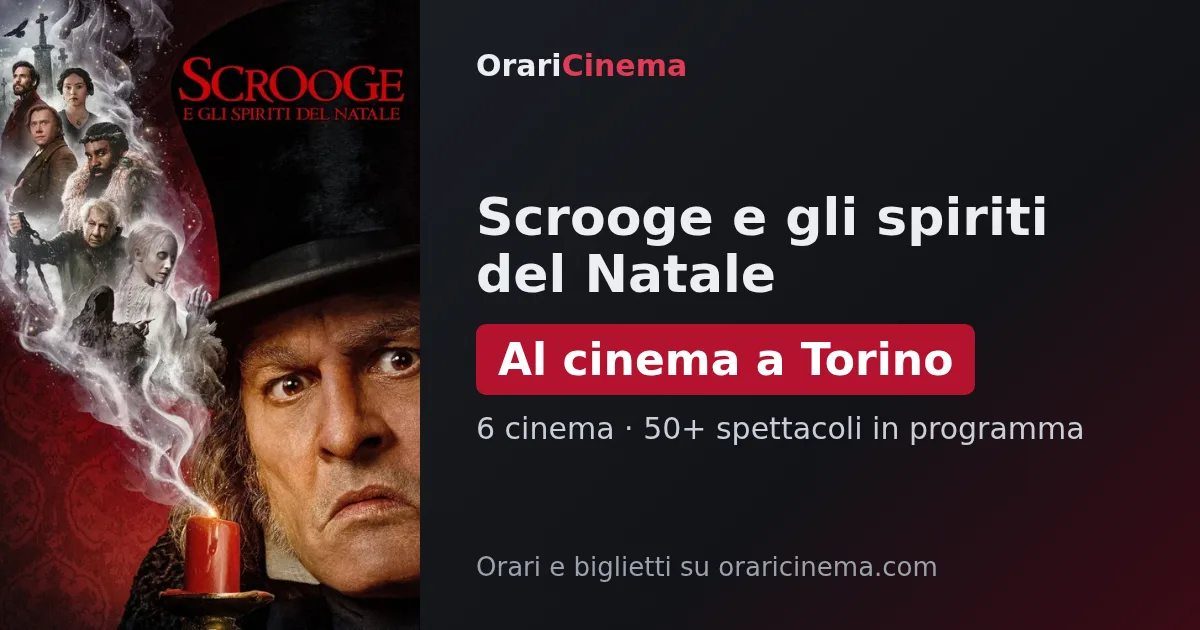 SCROOGE
E GLI SPIRITI DEL NATALE
OrariCinema
Scrooge e gli spiriti
del Natale
Al cinema a Torino
6 cinema · 50+ spettacoli in programma
Orari e biglietti su oraricinema.com